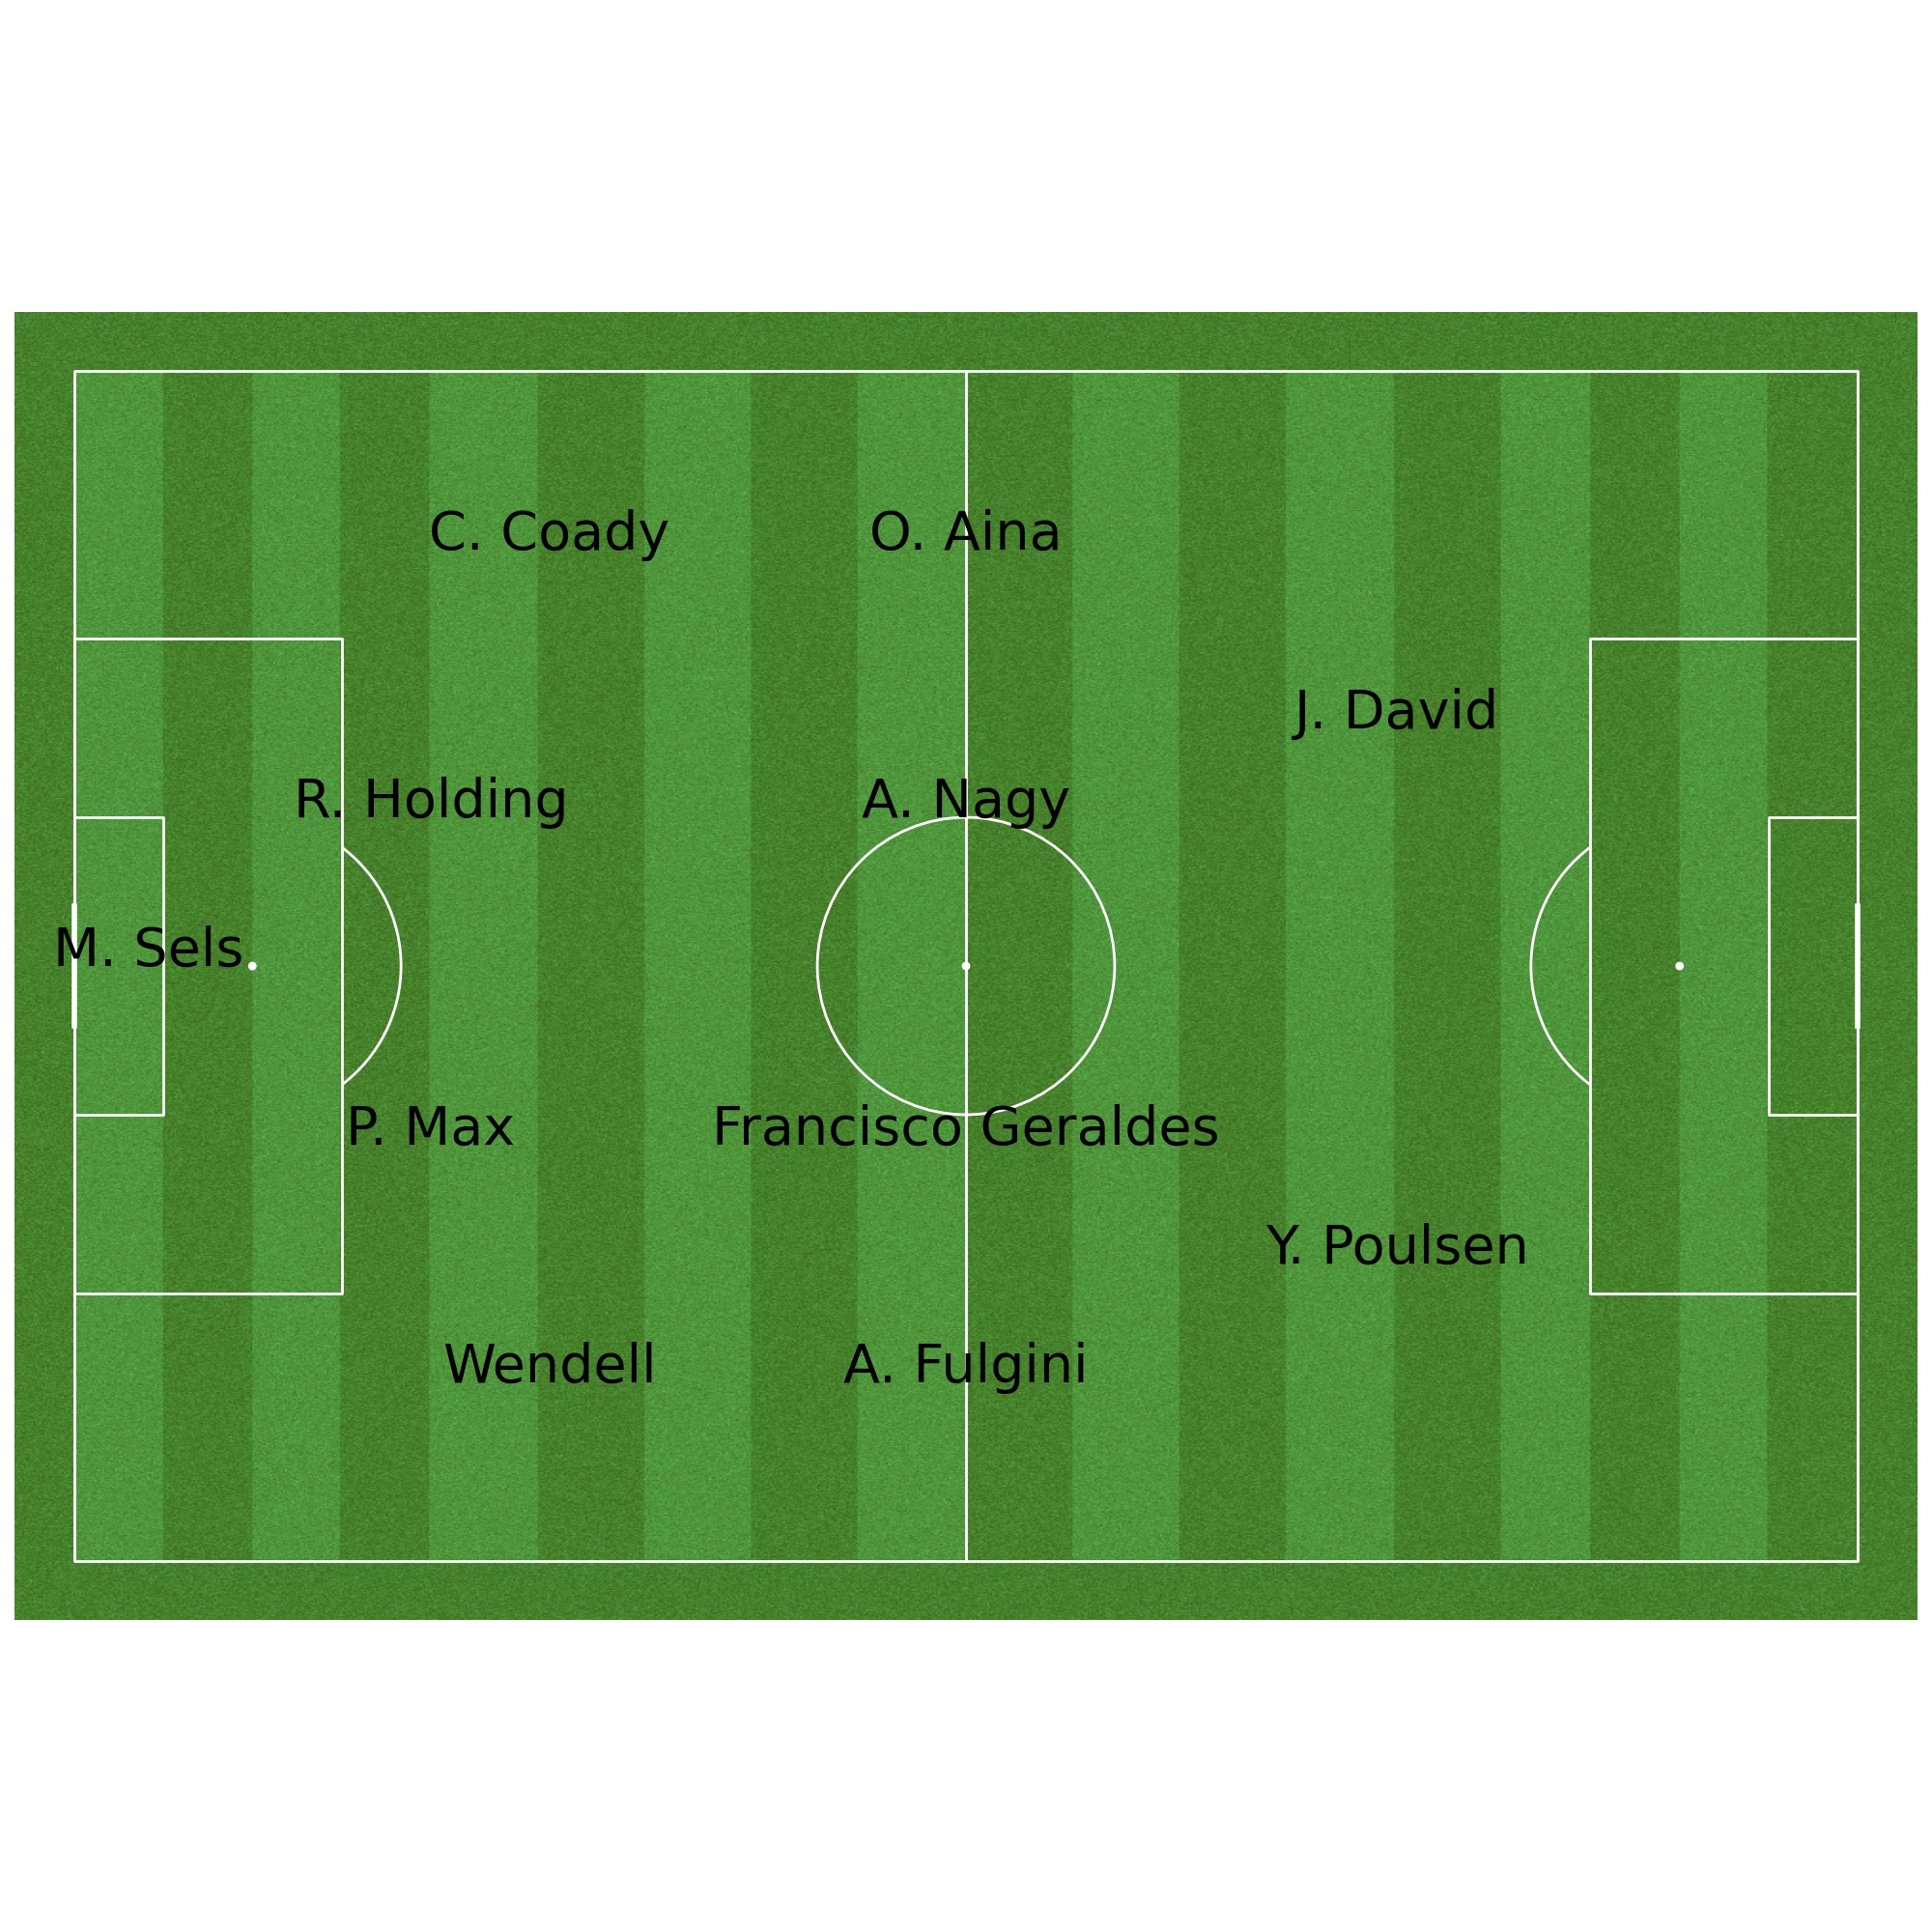 C. Coady
O. Aina
J. David
R. Holding
A. Nagy
M. Sels
P. Max
Francisco Geraldes
Y. Poulsen
Wendell
A. Fulgini